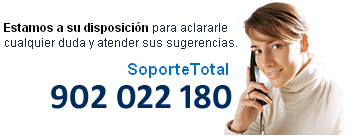 Estamos a su disposición para aclararle
cualquier duda y atender sus sugerencias.
SoporteTotal
902 022 180